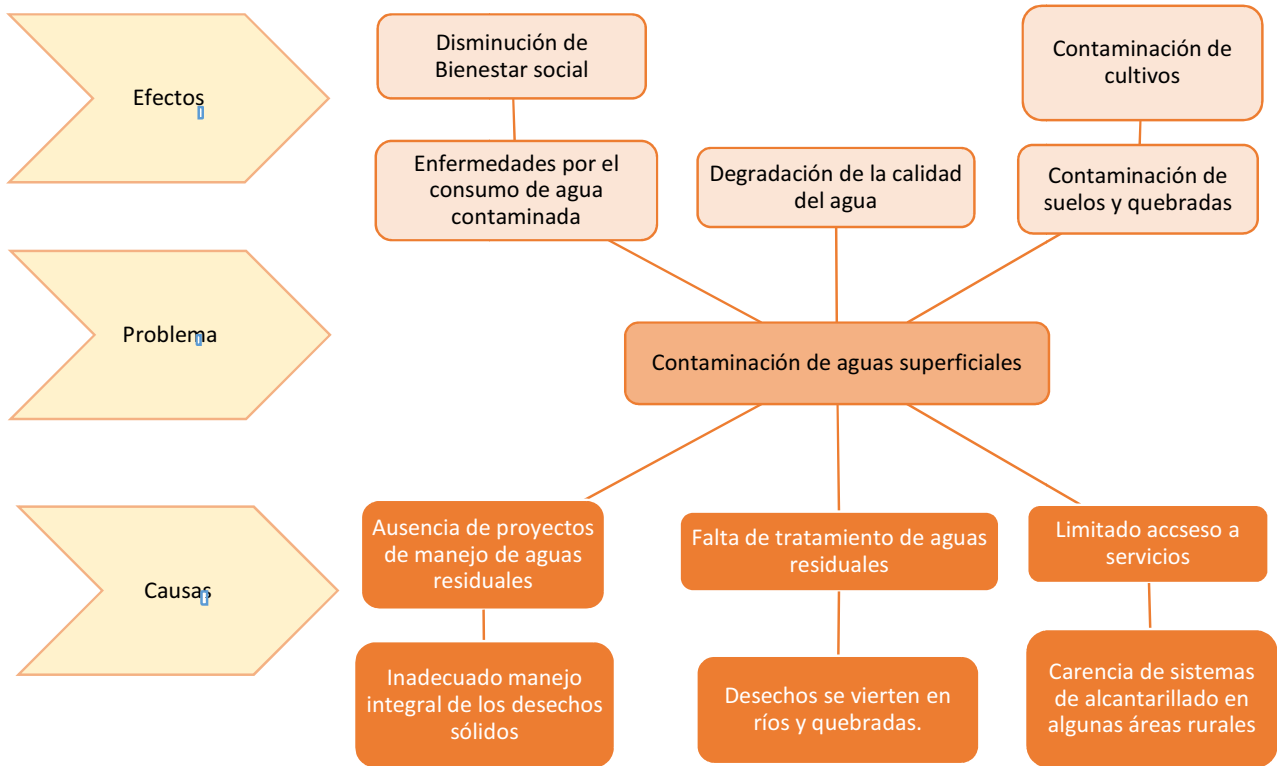 Efectos
Disminución de
Bienestar social
Contaminación de
cultivos
Enfermedades por el
consumo de agua
contaminada
Degradación de la calidad
del agua
Contaminación de
suelos y quebradas
Problema
Contaminación de aguas superficiales
Causas
Ausencia de proyectos
de manejo de aguas
residuales
Falta de tratamiento de aguas
residuales
Limitado accseso a
servicios
Inadecuado manejo
integral de los desechos
sólidos
Desechos se vierten en
ríos y quebradas.
Carencia de sistemas
de alcantarillado en
algunas áreas rurales